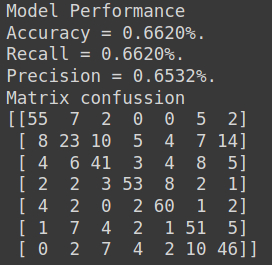 Model Performance
Accuracy = 0.6620%.
Recall = 0.6620%.
Precision = 0.6532%.
Matrix confussion
[[55 7 2 0 0 5 2]
[ 8 23 10 5 4 7 14]
[ 4 6 41 3 4 8 5]
[ 2 2 3 53 8 2 1]
[ 4 2 0 2 60 1 2]
[ 1 7 4 2 1 51 5]
[ 0 2 7 4 2 10 46]]